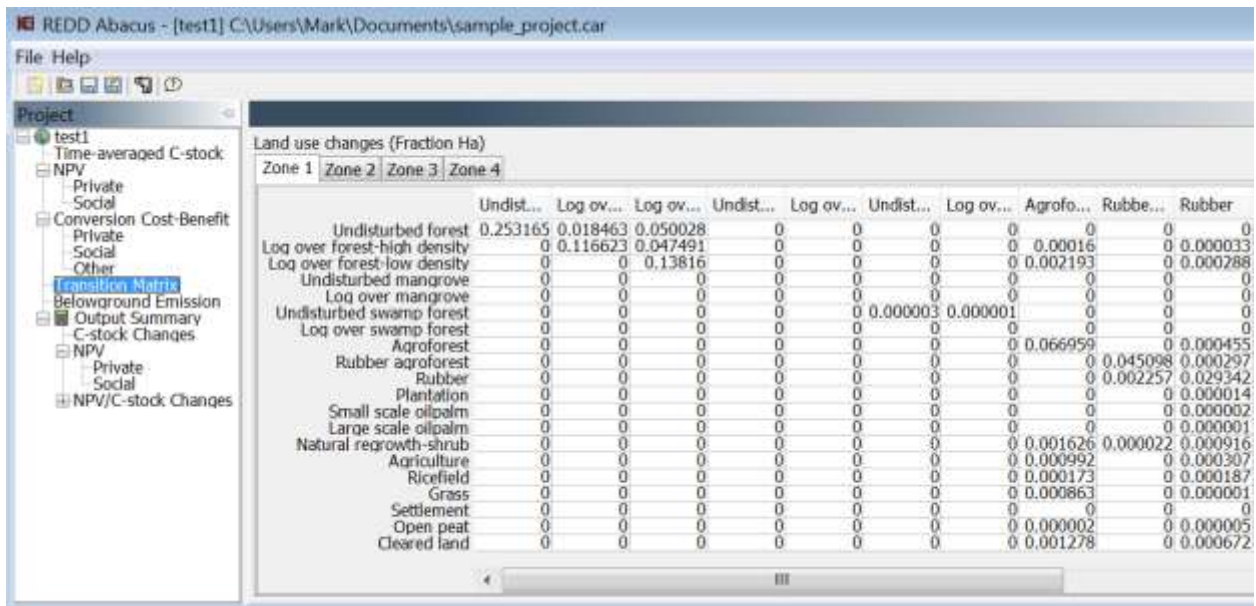 REDD Abacus - [test1] C:\Users\Mark\Documents\sample_project.car
File Help
Project
test1
Time-averaged C-stock
NPV
Private
Social
Conversion Cost-Benefit
Private
Social
Other
Transition Matrix
Belowground Emission
Output Summary
C-stock Changes
NPV
Private
Social
NPV/C-stock Changes
Land use changes (Fraction Ha)
Zone 1 Zone 2 Zone 3 Zone 4
Undist... Log ov... Log ov... Undist... Log ov... Undist... Log ov... Agrofo... Rubbe... Rubber
Undisturbed forest 0.253165 0.018463 0.050028 0 0 0 0 0 0 0
Log over forest-high density 0 0.116623 0.047491 0 0 0 0 0.00016 0 0.000033
Log over forest-low density 0 0 0.13816 0 0 0 0 0.002193 0 0.000288
Undisturbed mangrove 0 0 0 0 0 0 0 0 0 0
Log over mangrove 0 0 0 0 0 0 0 0 0 0
Undisturbed swamp forest 0 0 0 0 0 0.000003 0.000001 0 0 0
Log over swamp forest 0 0 0 0 0 0 0 0 0 0
Agroforest 0 0 0 0 0 0 0 0.066959 0 0.000455
Rubber agroforest 0 0 0 0 0 0 0 0 0.045098 0.000297
Rubber 0 0 0 0 0 0 0 0 0.002257 0.029342
Plantation 0 0 0 0 0 0 0 0 0 0.000014
Small scale oilpalm 0 0 0 0 0 0 0 0 0 0.000002
Large scale oilpalm 0 0 0 0 0 0 0 0 0 0.000001
Natural regrowth-shrub 0 0 0 0 0 0 0 0.001626 0.000022 0.000916
Agriculture 0 0 0 0 0 0 0 0.000992 0 0.000307
Ricefield 0 0 0 0 0 0 0 0.000173 0 0.000187
Grass 0 0 0 0 0 0 0 0.000863 0 0.000001
Settlement 0 0 0 0 0 0 0 0 0 0
Open peat 0 0 0 0 0 0 0 0.000002 0 0.000005
Cleared land 0 0 0 0 0 0 0 0.001278 0 0.000672